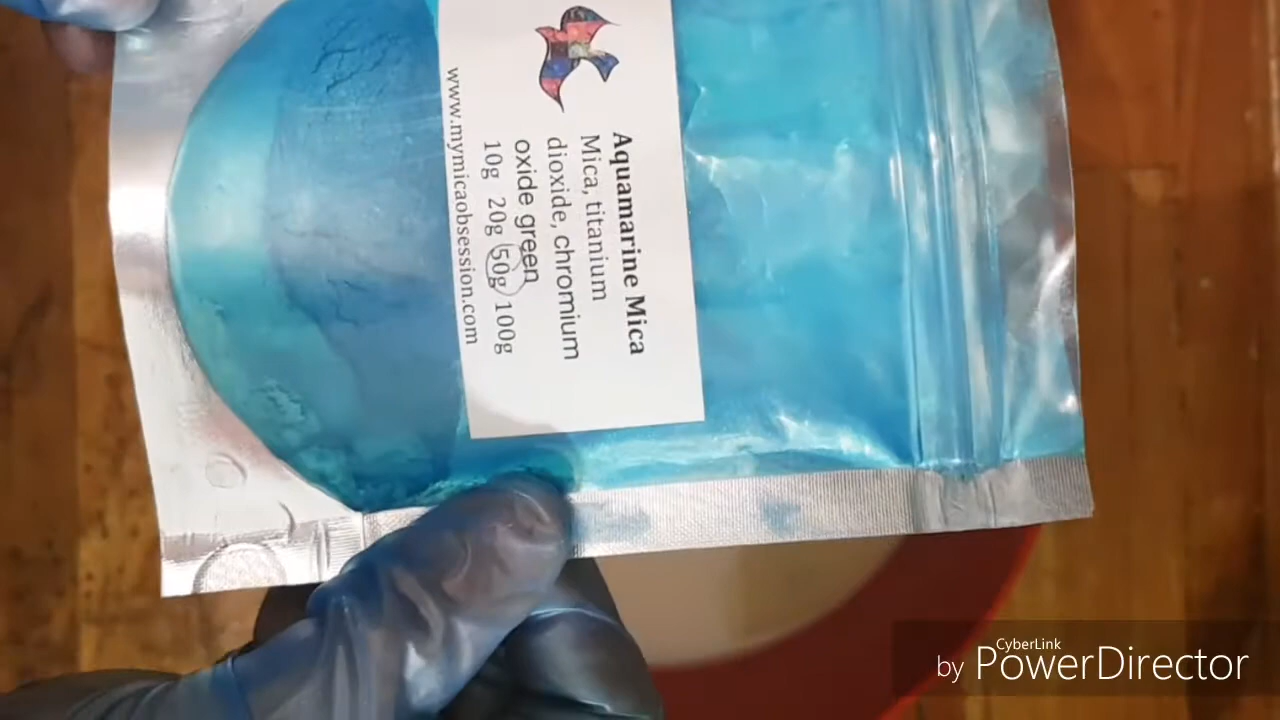 Aquamarine Mica
Mica, titanium
dioxide, chromium
oxide green
10g 20g 50g 100g
www.mymicaobsession.com
CyberLink
by PowerDirector